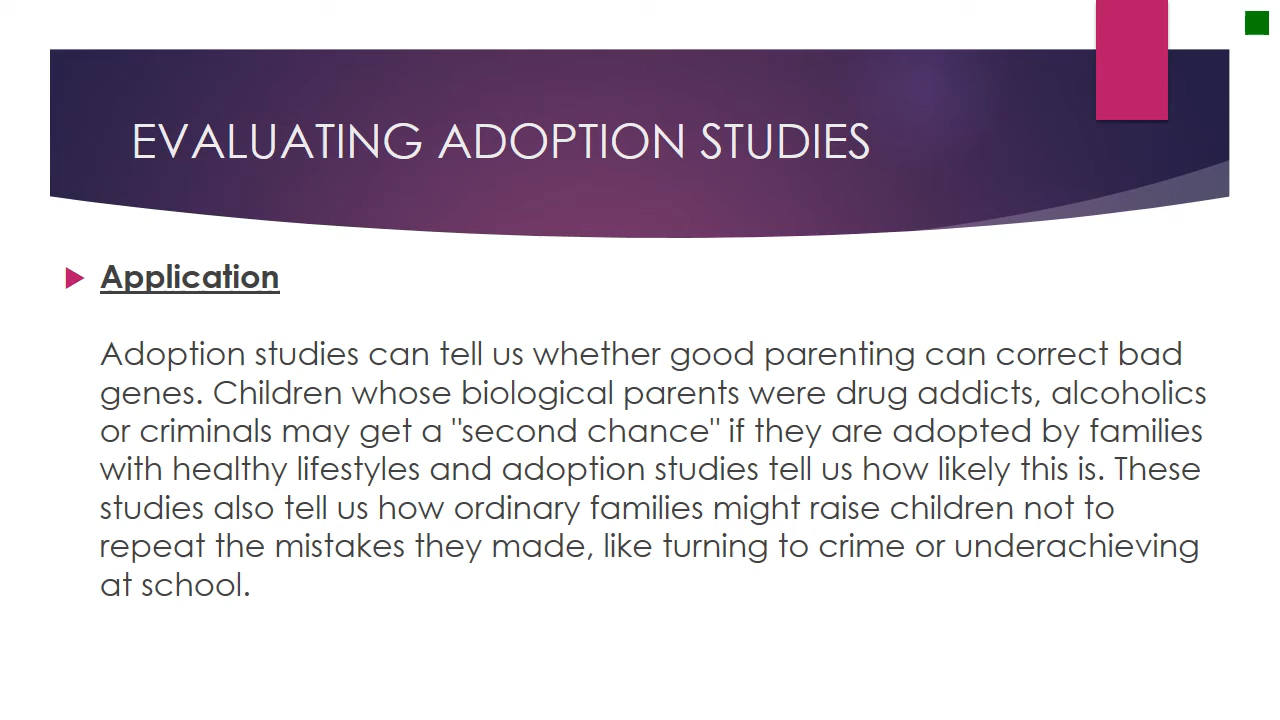 EVALUATING ADOPTION STUDIES
Application
Adoption studies can tell us whether good parenting can correct bad
genes. Children whose biological parents were drug addicts, alcoholics
or criminals may get a "second chance" if they are adopted by families
with healthy lifestyles and adoption studies tell us how likely this is. These
studies also tell us how ordinary families might raise children not to
repeat the mistakes they made, like turning to crime or underachieving
at school.